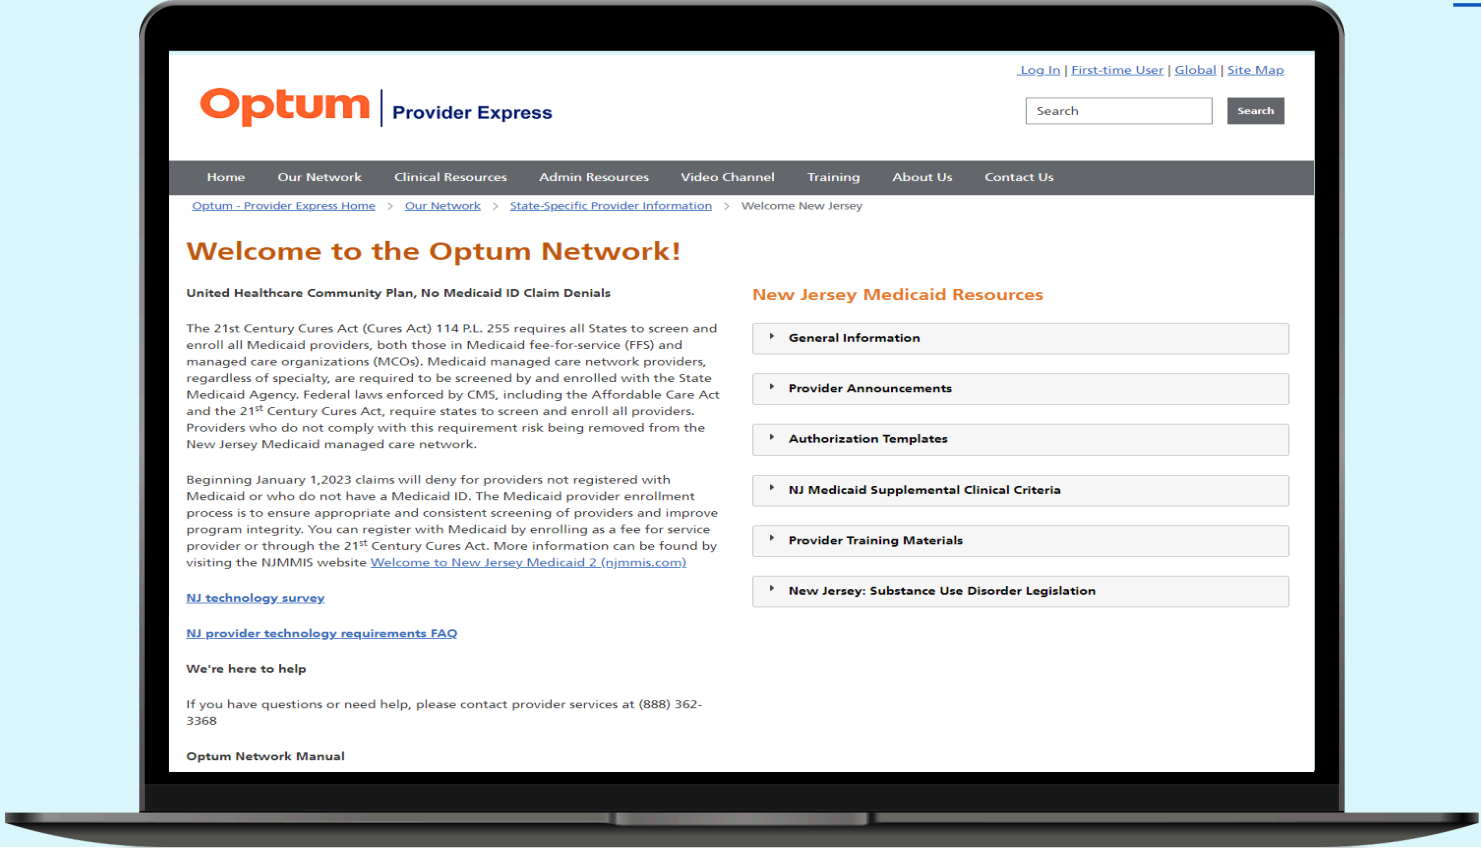 Log In | First-time User | Global | Site Map
Optum | Provider Express
Search
Search
Home Our Network Clinical Resources Admin Resources Video Channel Training About Us Contact Us
Optum - Provider Express Home > Our Network > State-Specific Provider Information > Welcome New Jersey
Welcome to the Optum Network!
United Healthcare Community Plan, No Medicaid ID Claim Denials
The 21st Century Cures Act (Cures Act) 114 P.L. 255 requires all States to screen and
enroll all Medicaid providers, both those in Medicaid fee-for-service (FFS) and
managed care organizations (MCOs). Medicaid managed care network providers,
regardless of specialty, are required to be screened by and enrolled with the State
Medicaid Agency. Federal laws enforced by CMS, including the Affordable Care Act
and the 21st Century Cures Act, require states to screen and enroll all providers.
Providers who do not comply with this requirement risk being removed from the
New Jersey Medicaid managed care network.
Beginning January 1,2023 claims will deny for providers not registered with
Medicaid or who do not have a Medicaid ID. The Medicaid provider enrollment
process is to ensure appropriate and consistent screening of providers and improve
program integrity. You can register with Medicaid by enrolling as a fee for service
provider or through the 21st Century Cures Act. More information can be found by
visiting the NJMMIS website Welcome to New Jersey Medicaid 2 (njmmis.com)
NJ technology survey
NJ provider technology requirements FAQ
We're here to help
If you have questions or need help, please contact provider services at (888) 362-
3368
Optum Network Manual
New Jersey Medicaid Resources
General Information
Provider Announcements
Authorization Templates
NJ Medicaid Supplemental Clinical Criteria
Provider Training Materials
New Jersey: Substance Use Disorder Legislation